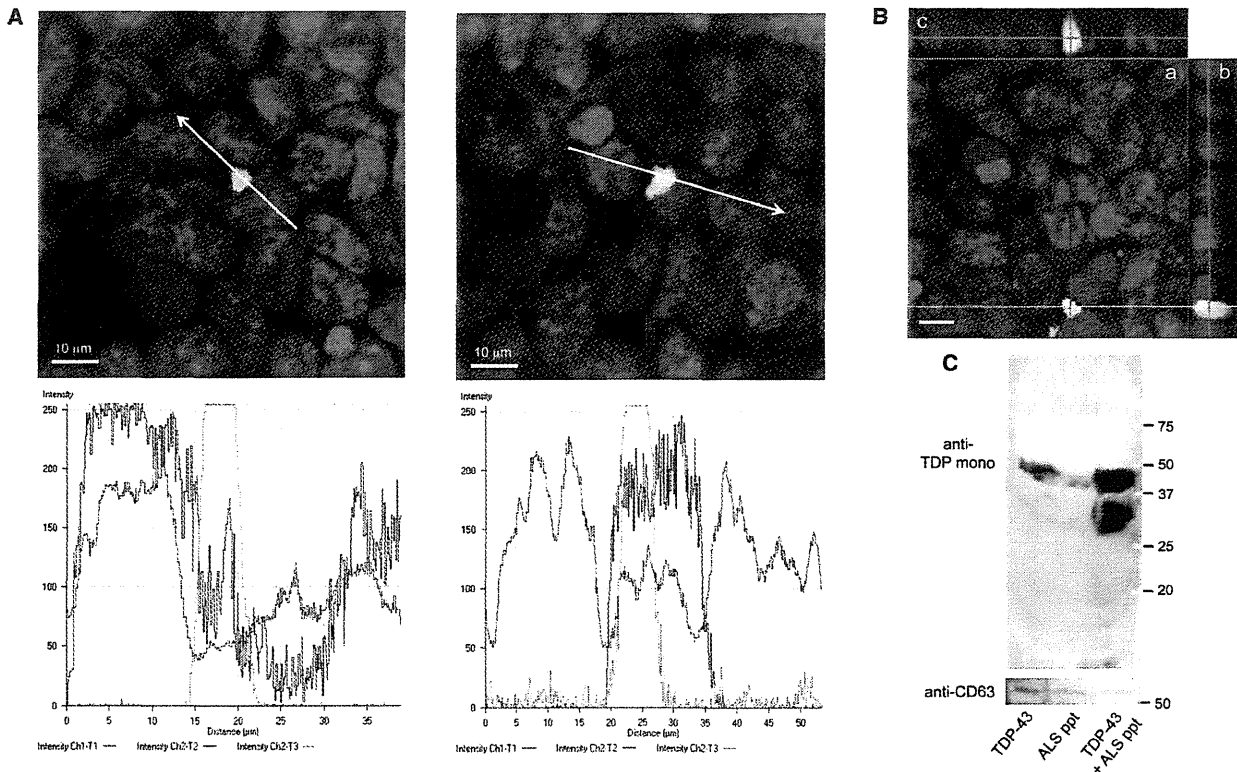 A
10 μm
10 μm
B
c
a
b
Intensity
250
200
150
100
50
0
0 5 10 15 20 25 30 35
Distance (μm)
Intensity Ch1-T1 Intensity Ch2-T2 Intensity Ch2-T3
Intensity
250
200
150
100
50
0
0 5 10 15 20 25 30 35 40 45 50
Distance (μm)
Intensity Ch1-T1 Intensity Ch2-T2 Intensity Ch2-T3
C
anti-
TDP mono
75
50
37
25
20
anti-CD63
50
TDP-43
ALS ppt
TDP-43
+ ALS ppt